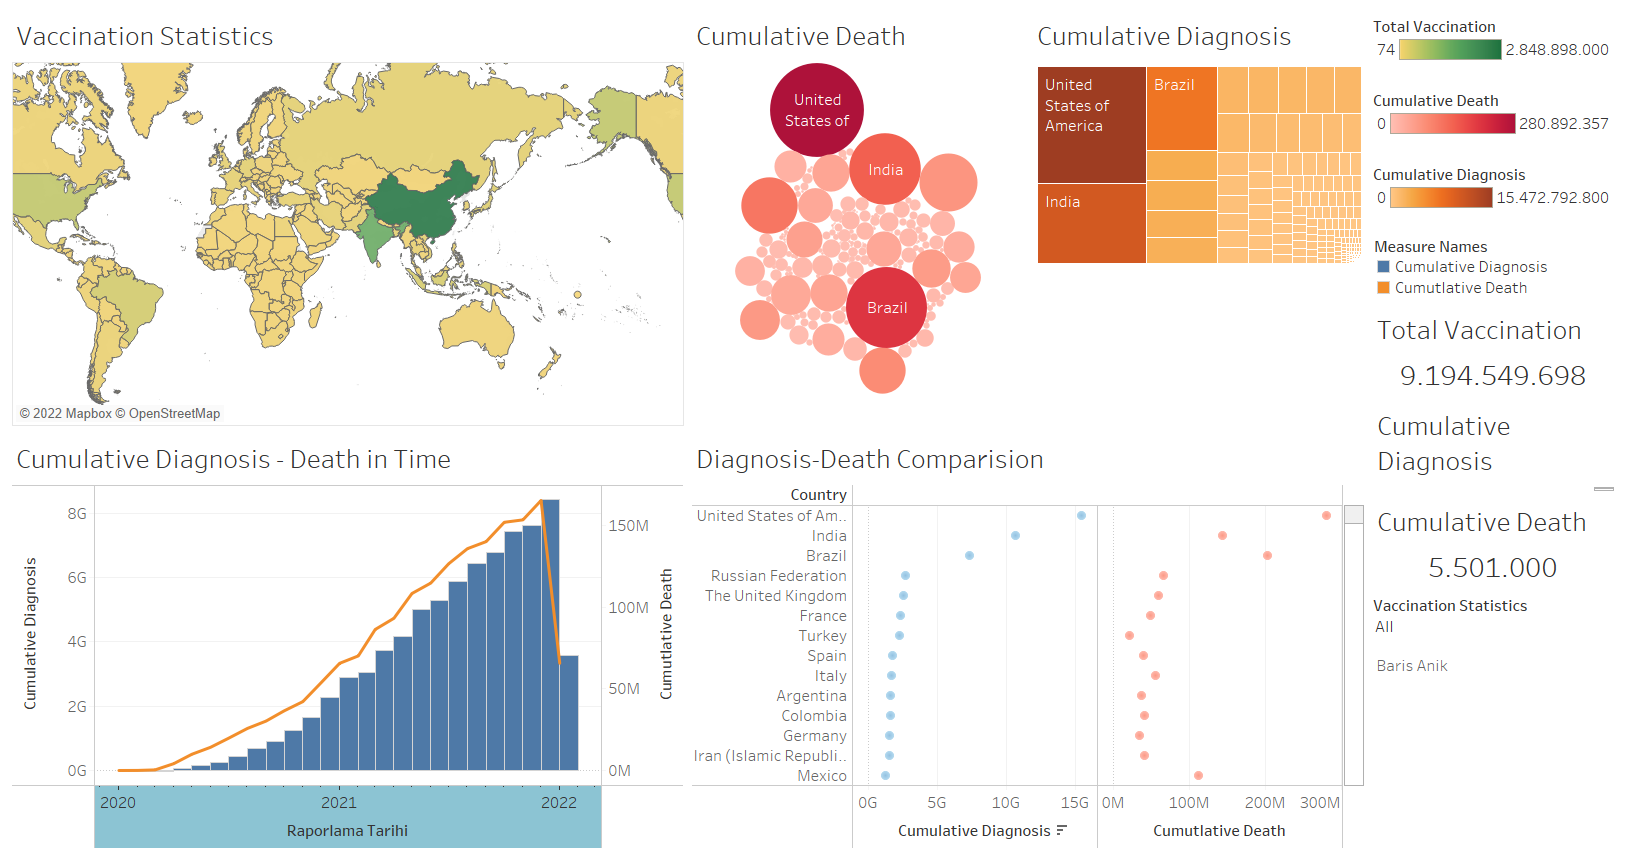 Vaccination Statistics
© 2022 Mapbox © OpenStreetMap
Cumulative Death
United
States of
India
Brazil
Cumulative Diagnosis
United
States of
America
Brazil
India
Total Vaccination
74 2.848.898.000
Cumulative Death
0 280.892.357
Cumulative Diagnosis
0 15.472.792.800
Measure Names
Cumulative Diagnosis
Cumutlative Death
Total Vaccination
9.194.549.698
Cumulative
Diagnosis
Cumulative Death
5.501.000
Vaccination Statistics
All
Baris Anik
Cumulative Diagnosis - Death in Time
Cumulative Diagnosis
8G
6G
4G
2G
0G
150M
100M
50M
0M
Cumutlative Death
2020 2021 2022
Raporlama Tarihi
Diagnosis-Death Comparision
Country
United States of Am..
India
Brazil
Russian Federation
The United Kingdom
France
Turkey
Spain
Italy
Argentina
Colombia
Germany
Iran (Islamic Republi..
Mexico
0G 5G 10G 15G 0M 100M 200M 300M
Cumulative Diagnosis Cumutlative Death